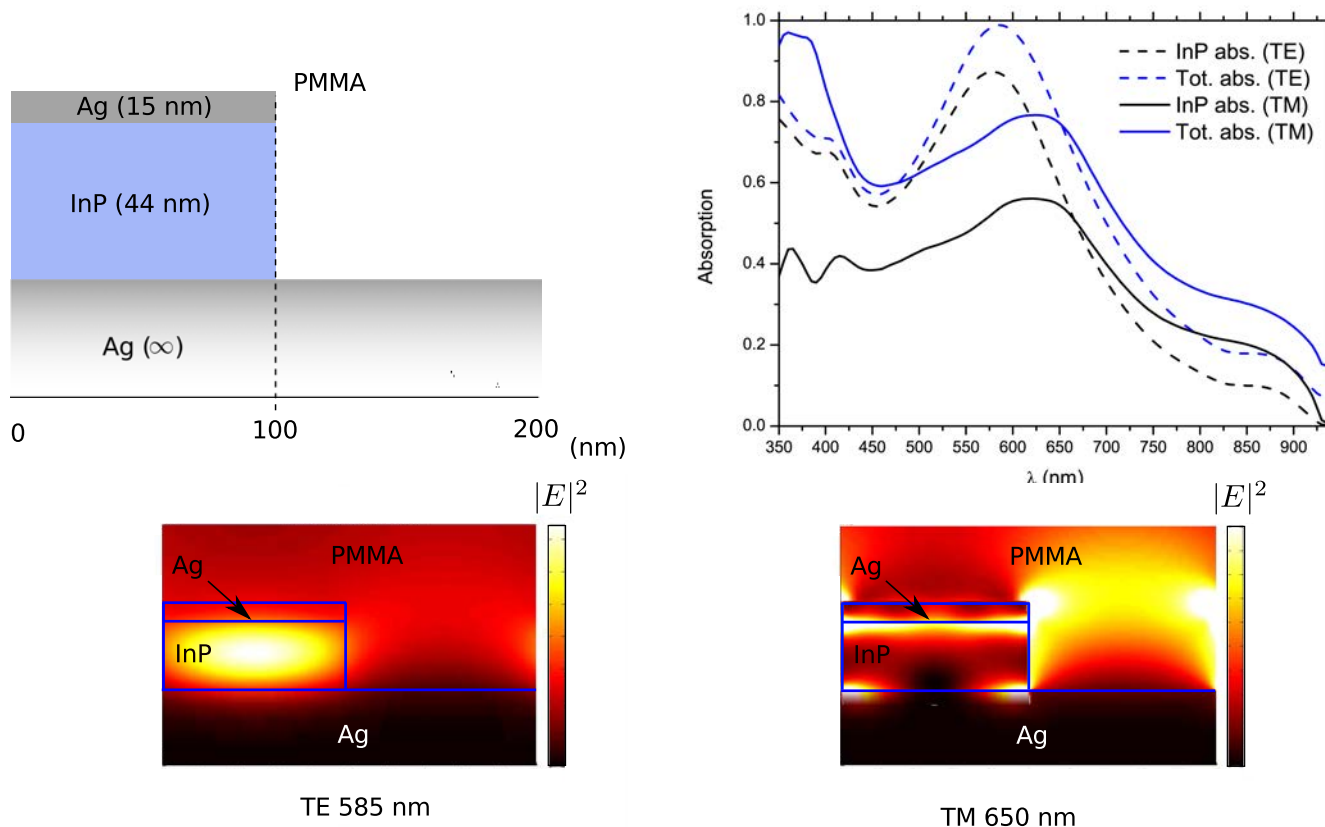 PMMA
Ag (15 nm)
InP (44 nm)
Ag (∞)
0
100
200
(nm)
1.0
0.8
0.6
0.4
0.2
0.0
Absorption
InP abs. (TE)
Tot. abs. (TE)
InP abs. (TM)
Tot. abs. (TM)
350 400 450 500 550 600 650 700 750 800 850 900
λ (nm)
|E|²
PMMA
Ag
InP
Ag
TE 585 nm
|E|²
PMMA
Ag
InP
Ag
TM 650 nm